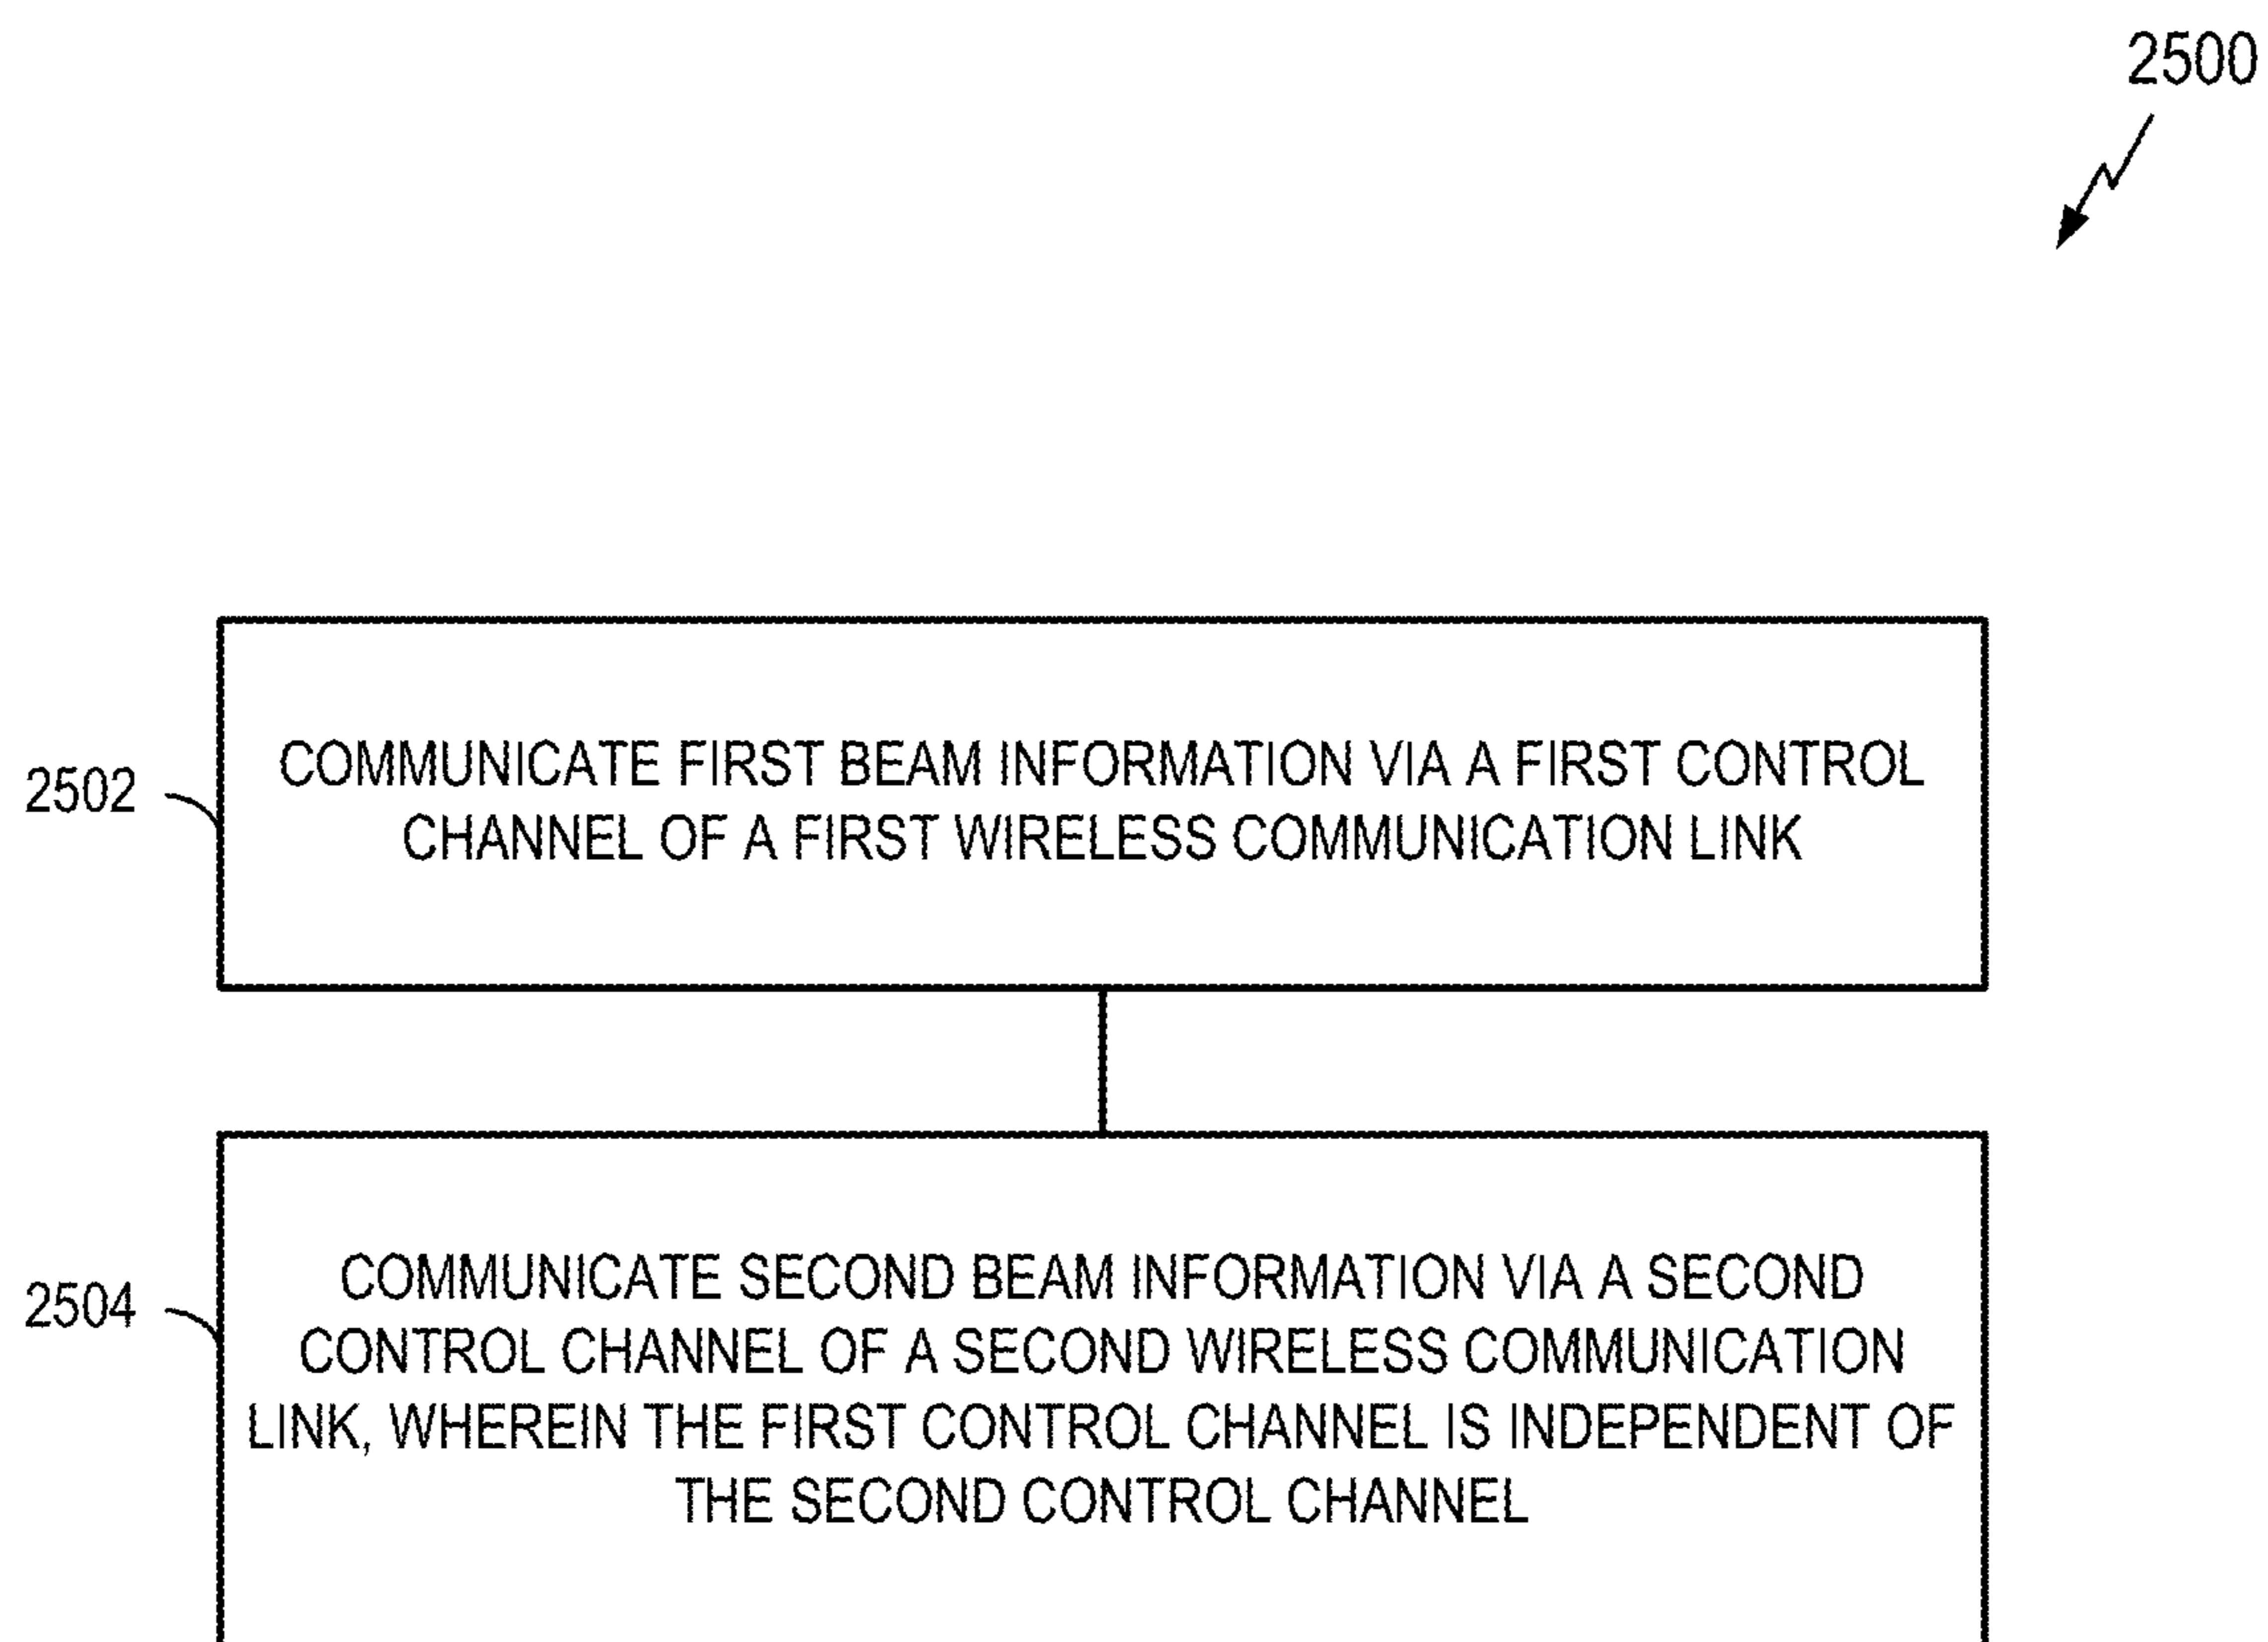 2500
2502
COMMUNICATE FIRST BEAM INFORMATION VIA A FIRST CONTROL
CHANNEL OF A FIRST WIRELESS COMMUNICATION LINK
2504
COMMUNICATE SECOND BEAM INFORMATION VIA A SECOND
CONTROL CHANNEL OF A SECOND WIRELESS COMMUNICATION
LINK, WHEREIN THE FIRST CONTROL CHANNEL IS INDEPENDENT OF
THE SECOND CONTROL CHANNEL